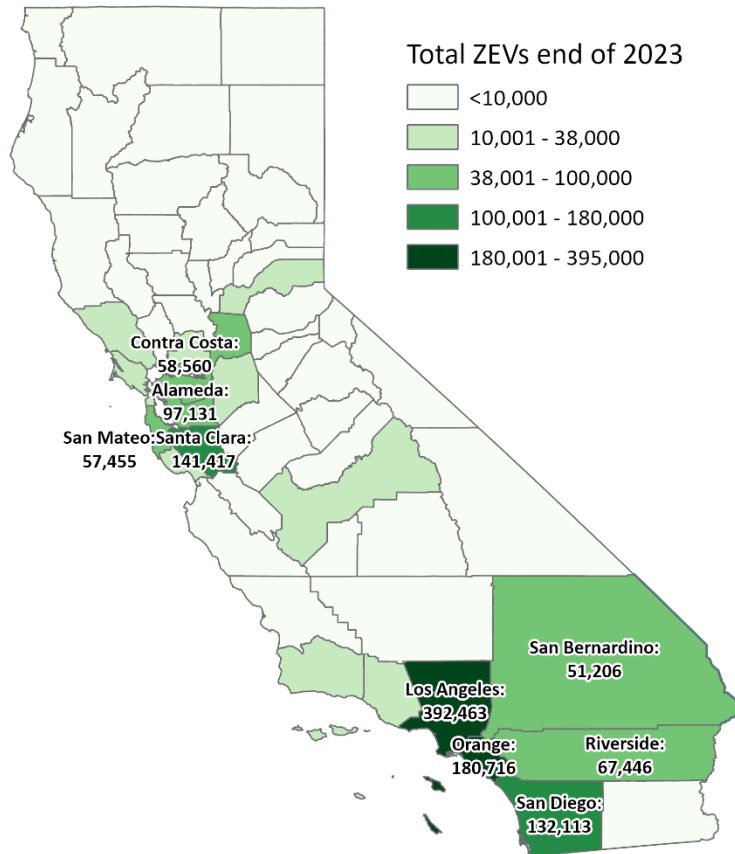 Total ZEVs end of 2023
<10,000
10,001 - 38,000
38,001 - 100,000
100,001 - 180,000
180,001 - 395,000
Contra Costa:
58,560
Alameda:
97,131
San Mateo:
57,455
Santa Clara:
141,417
San Bernardino:
51,206
Los Angeles:
392,463
Orange:
180,716
Riverside:
67,446
San Diego:
132,113